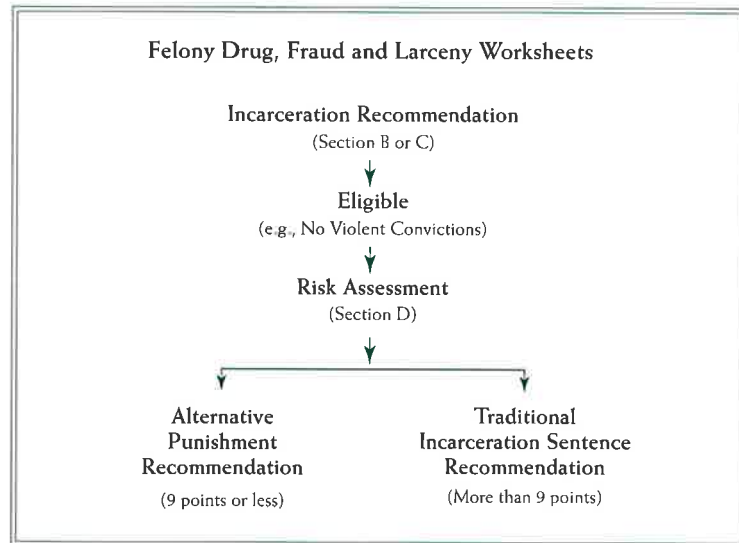 Felony Drug, Fraud and Larceny Worksheets
Incarceration Recommendation
(Section B or C)
Eligible
(e.g., No Violent Convictions)
Risk Assessment
(Section D)
Alternative
Punishment
Recommendation
(9 points or less)
Traditional
Incarceration Sentence
Recommendation
(More than 9 points)